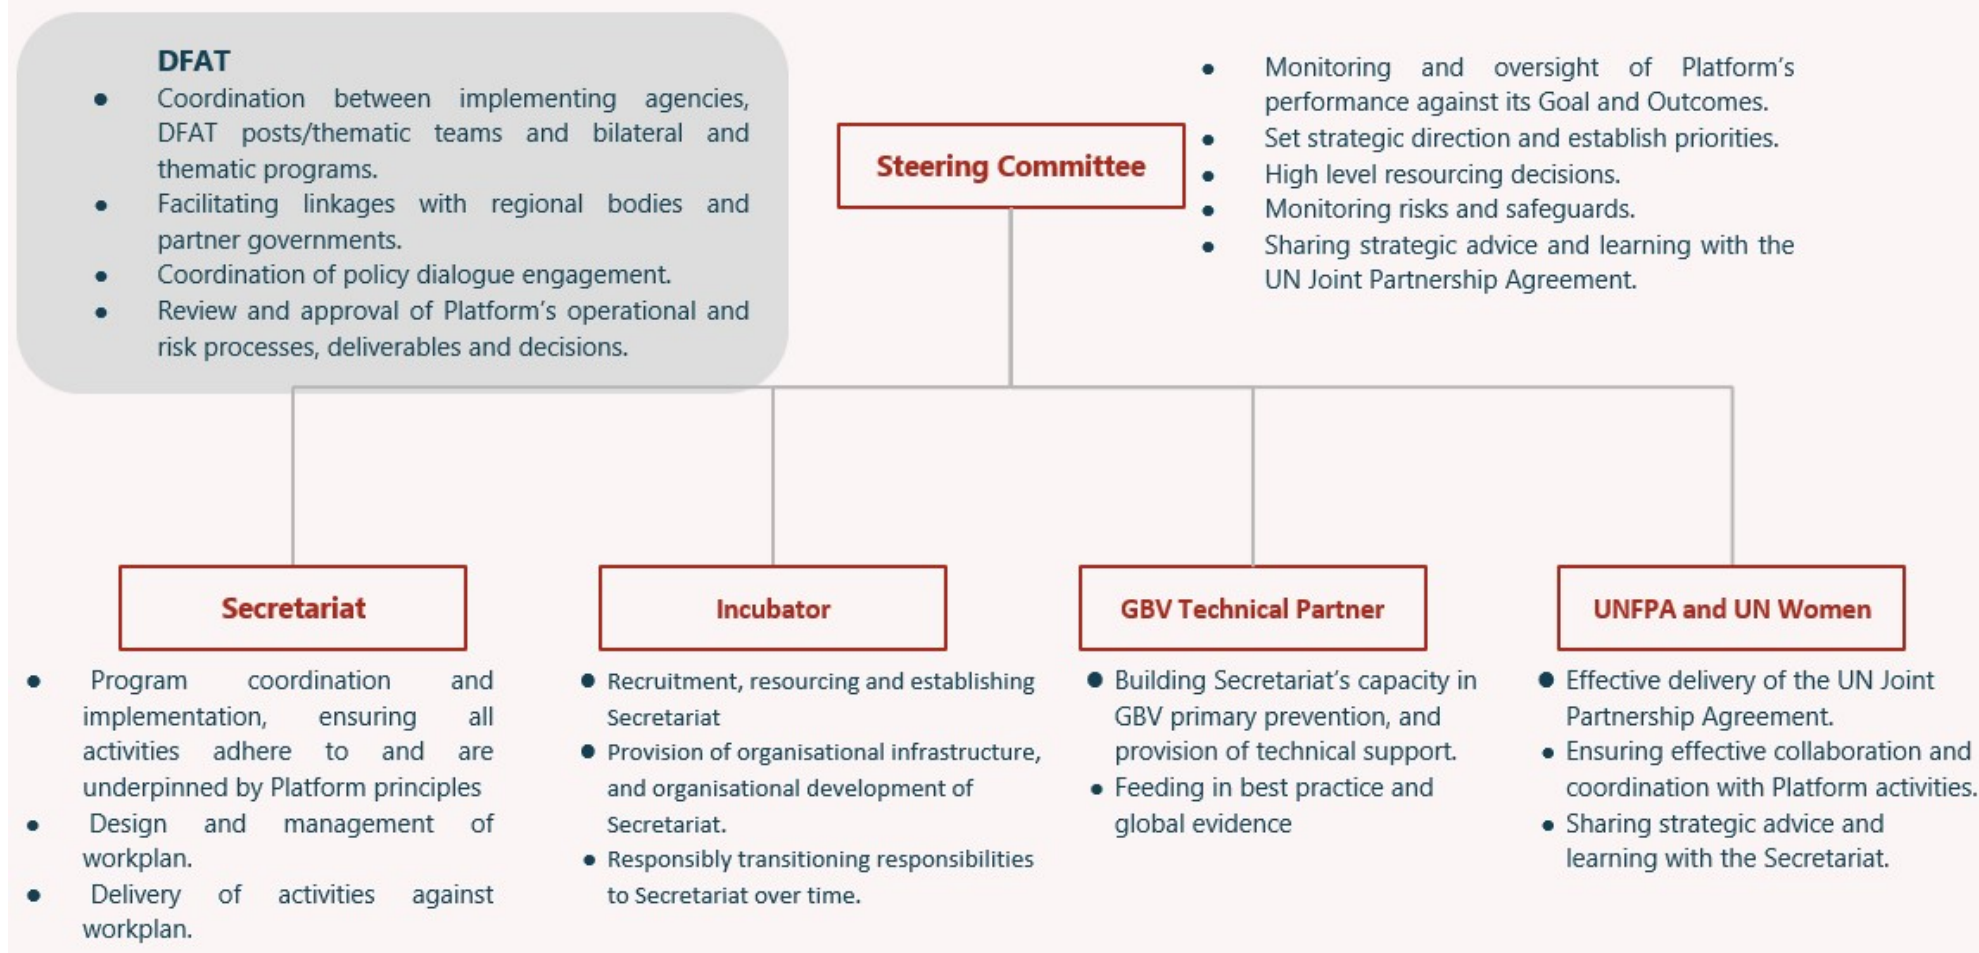 DFAT
● Coordination between implementing agencies,
DFAT posts/thematic teams and bilateral and
thematic programs.
● Facilitating linkages with regional bodies and
partner governments.
● Coordination of policy dialogue engagement.
● Review and approval of Platform’s operational and
risk processes, deliverables and decisions.
Steering Committee
● Monitoring and oversight of Platform’s
performance against its Goal and Outcomes.
● Set strategic direction and establish priorities.
● High level resourcing decisions.
● Monitoring risks and safeguards.
● Sharing strategic advice and learning with the
UN Joint Partnership Agreement.
Secretariat
● Program coordination and
implementation, ensuring all
activities adhere to and are
underpinned by Platform principles
● Design and management of
workplan.
● Delivery of activities against
workplan.
Incubator
● Recruitment, resourcing and establishing
Secretariat
● Provision of organisational infrastructure,
and organisational development of
Secretariat.
● Responsibly transitioning responsibilities
to Secretariat over time.
GBV Technical Partner
● Building Secretariat’s capacity in
GBV primary prevention, and
provision of technical support.
● Feeding in best practice and
global evidence
UNFPA and UN Women
● Effective delivery of the UN Joint
Partnership Agreement.
● Ensuring effective collaboration and
coordination with Platform activities.
● Sharing strategic advice and
learning with the Secretariat.